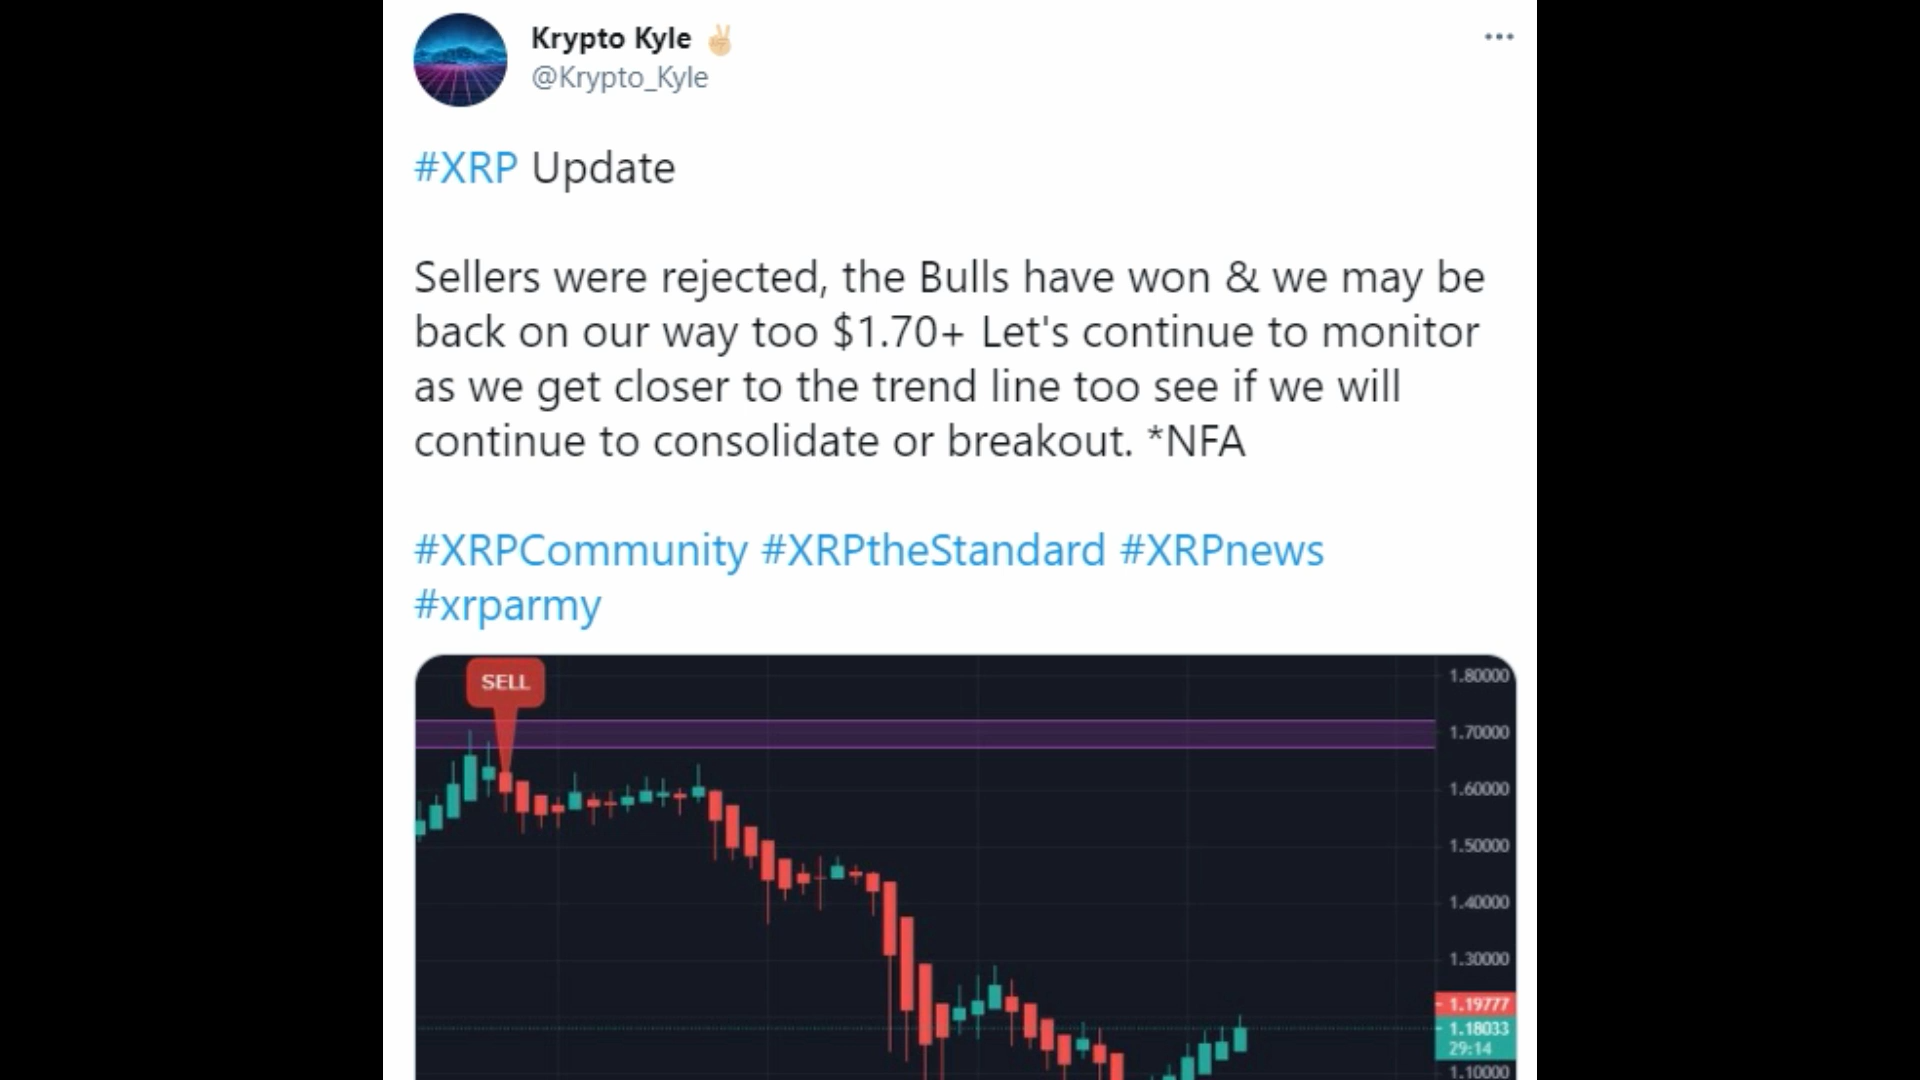 Krypto Kyle ✌🏼
@Krypto_Kyle
#XRP Update
Sellers were rejected, the Bulls have won & we may be
back on our way too $1.70+ Let's continue to monitor
as we get closer to the trend line too see if we will
continue to consolidate or breakout. *NFA
#XRPCommunity #XRPtheStandard #XRPnews
#xrparmy
SELL
1.80000
1.70000
1.60000
1.50000
1.40000
1.30000
1.19777
1.18033
29:14
1.10000